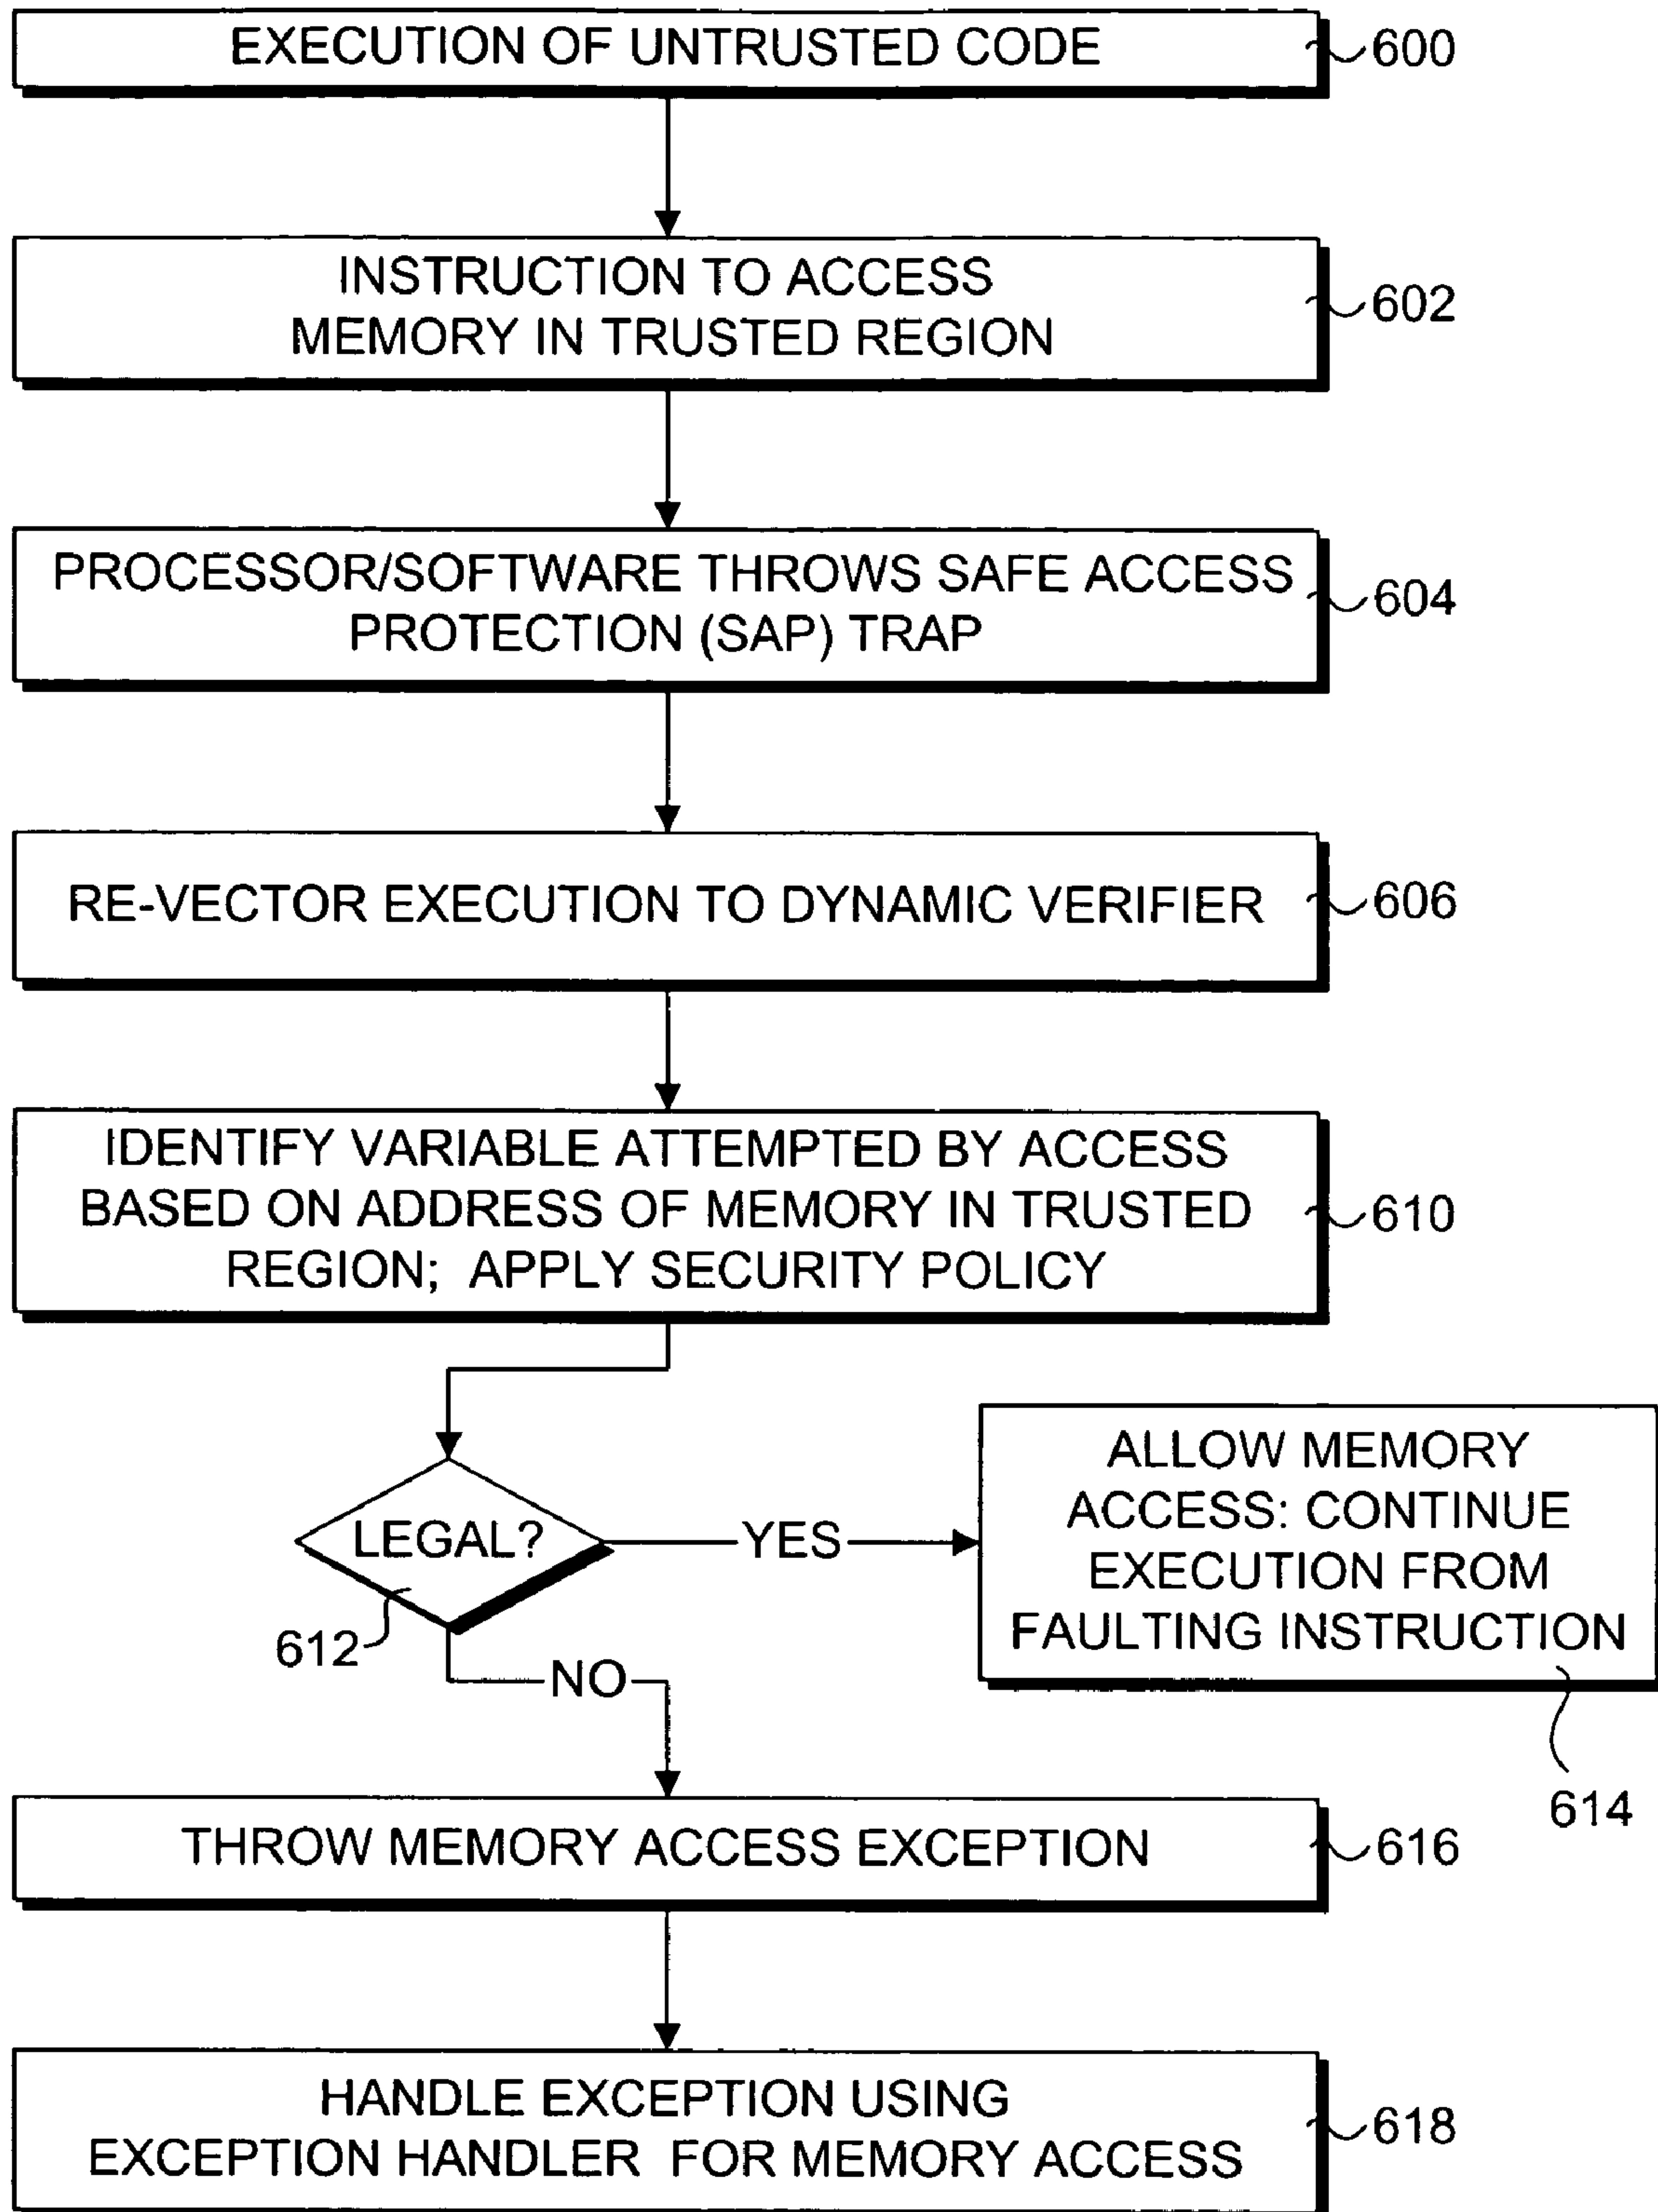 EXECUTION OF UNTRUSTED CODE
600
INSTRUCTION TO ACCESS
MEMORY IN TRUSTED REGION
602
PROCESSOR/SOFTWARE THROWS SAFE ACCESS
PROTECTION (SAP) TRAP
604
RE-VECTOR EXECUTION TO DYNAMIC VERIFIER
606
IDENTIFY VARIABLE ATTEMPTED BY ACCESS
BASED ON ADDRESS OF MEMORY IN TRUSTED
REGION; APPLY SECURITY POLICY
610
LEGAL?
612
YES
ALLOW MEMORY
ACCESS: CONTINUE
EXECUTION FROM
FAULTING INSTRUCTION
614
NO
THROW MEMORY ACCESS EXCEPTION
616
HANDLE EXCEPTION USING
EXCEPTION HANDLER FOR MEMORY ACCESS
618